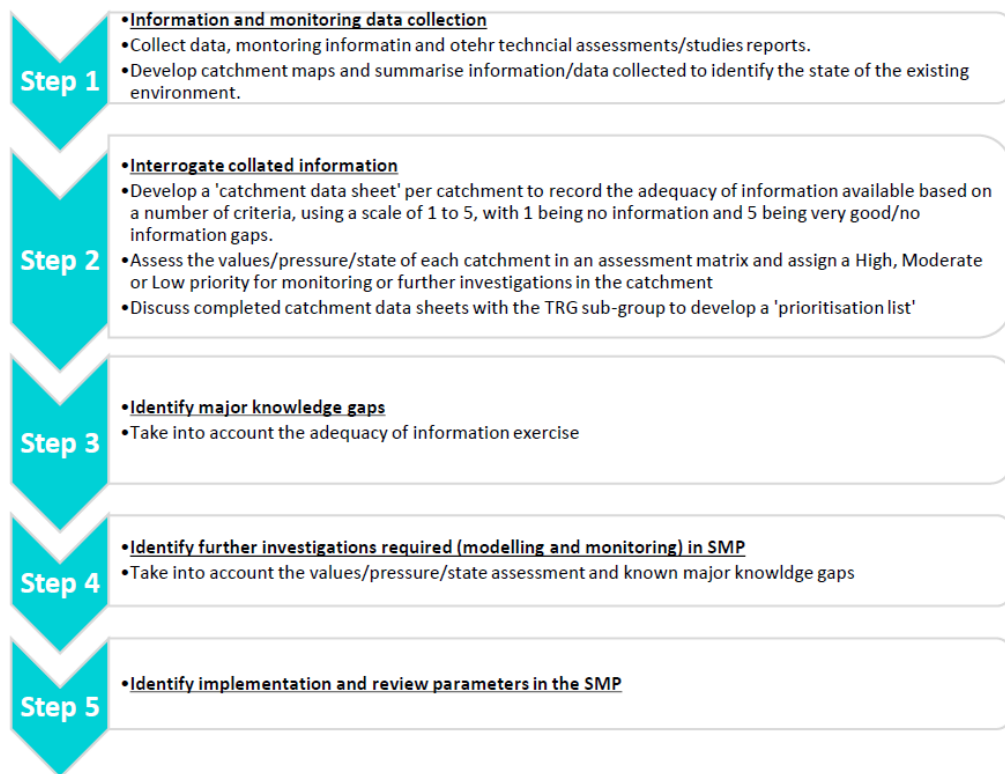 Step 1
•Information and monitoring data collection
•Collect data, montoring informatin and otehr techncial assessments/studies reports.
•Develop catchment maps and summarise information/data collected to identify the state of the existing
environment.
Step 2
•Interrogate collated information
•Develop a 'catchment data sheet' per catchment to record the adequacy of information available based on
a number of criteria, using a scale of 1 to 5, with 1 being no information and 5 being very good/no
information gaps.
•Assess the values/pressure/state of each catchment in an assessment matrix and assign a High, Moderate
or Low priority for monitoring or further investigations in the catchment
•Discuss completed catchment data sheets with the TRG sub-group to develop a 'prioritisation list'
Step 3
•Identify major knowledge gaps
•Take into account the adequacy of information exercise
Step 4
•Identify further investigations required (modelling and monitoring) in SMP
•Take into account the values/pressure/state assessment and known major knowldge gaps
Step 5
•Identify implementation and review parameters in the SMP